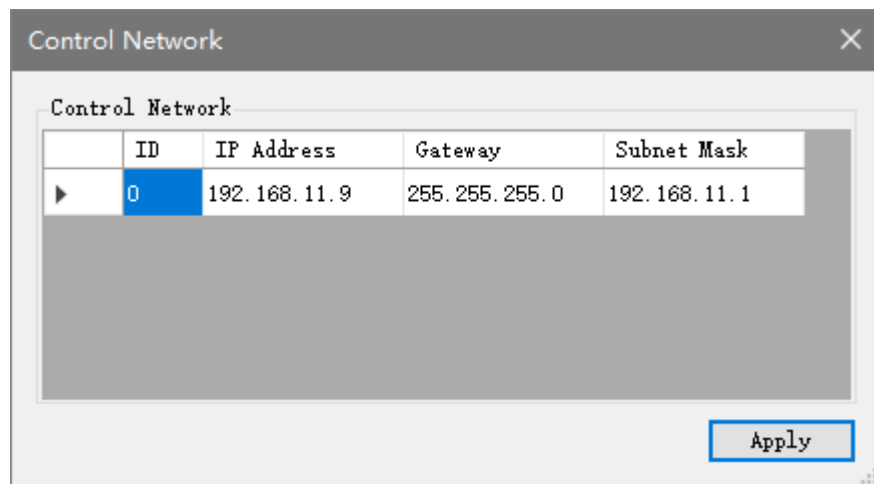 Control Network
Control Network
ID IP Address Gateway Subnet Mask
0 192.168.11.9 255.255.255.0 192.168.11.1
Apply